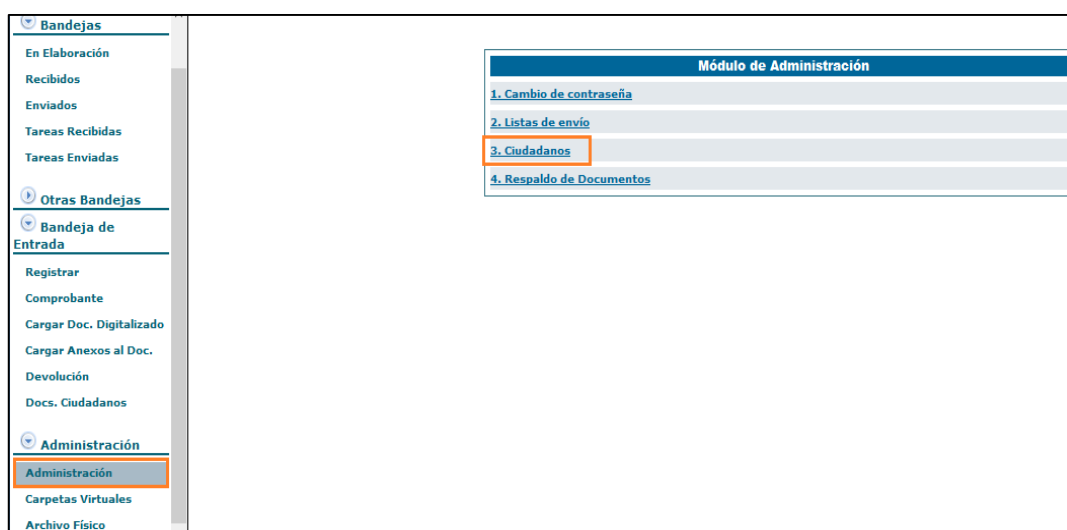 Bandejas
En Elaboración
Recibidos
Enviados
Tareas Recibidas
Tareas Enviadas
Otras Bandejas
Bandeja de
Entrada
Registrar
Comprobante
Cargar Doc. Digitalizado
Cargar Anexos al Doc.
Devolución
Docs. Ciudadanos
Administración
Administración
Carpetas Virtuales
Archivo Físico
Módulo de Administración
1. Cambio de contraseña
2. Listas de envío
3. Ciudadanos
4. Respaldo de Documentos